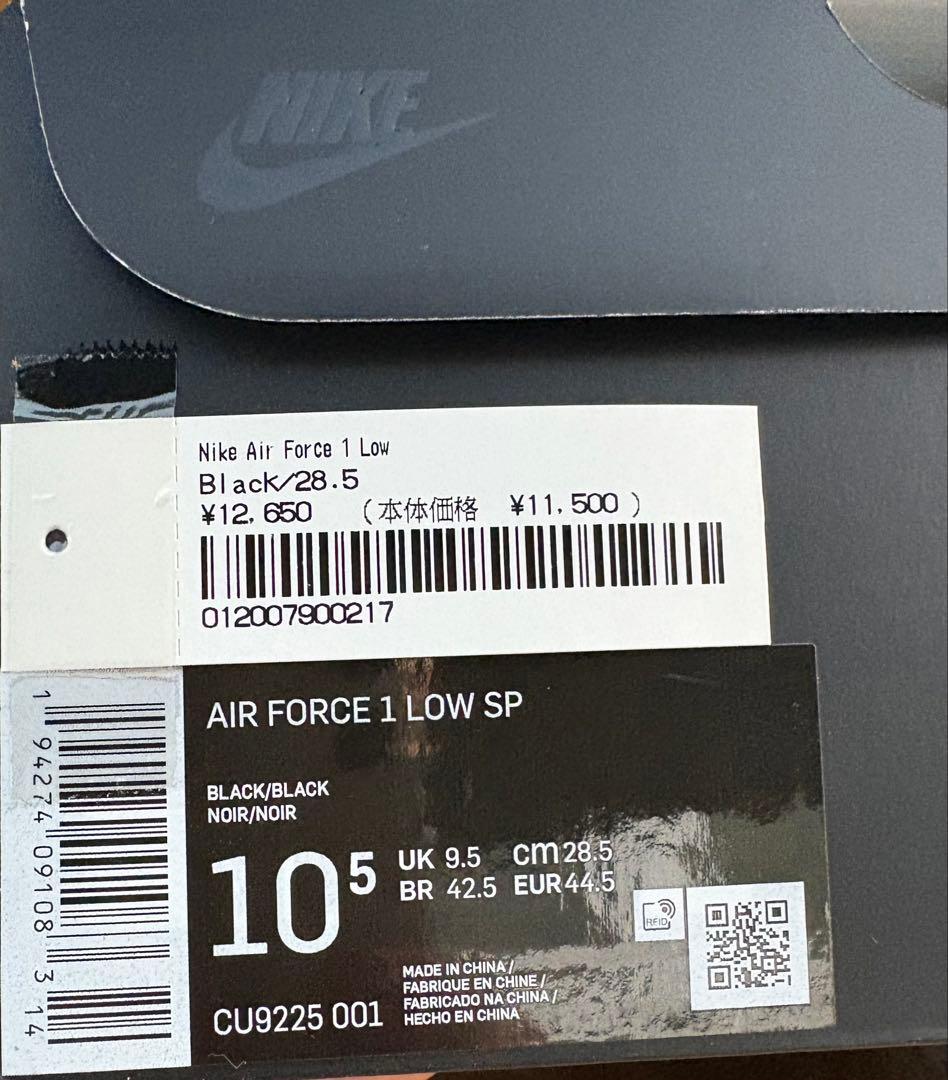 NIKE
Nike Air Force 1 Low
Black/28.5
¥12,650 (本体価格 ¥11,500)
012007900217
AIR FORCE 1 LOW SP
BLACK/BLACK
NOIR/NOIR
10⁵
UK 9.5 cm 28.5
BR 42.5 EUR 44.5
RFID
CU9225 001
MADE IN CHINA /
FABRIQUE EN CHINE /
FABRICADO NA CHINA /
HECHO EN CHINA
1 94274 09108 3 14